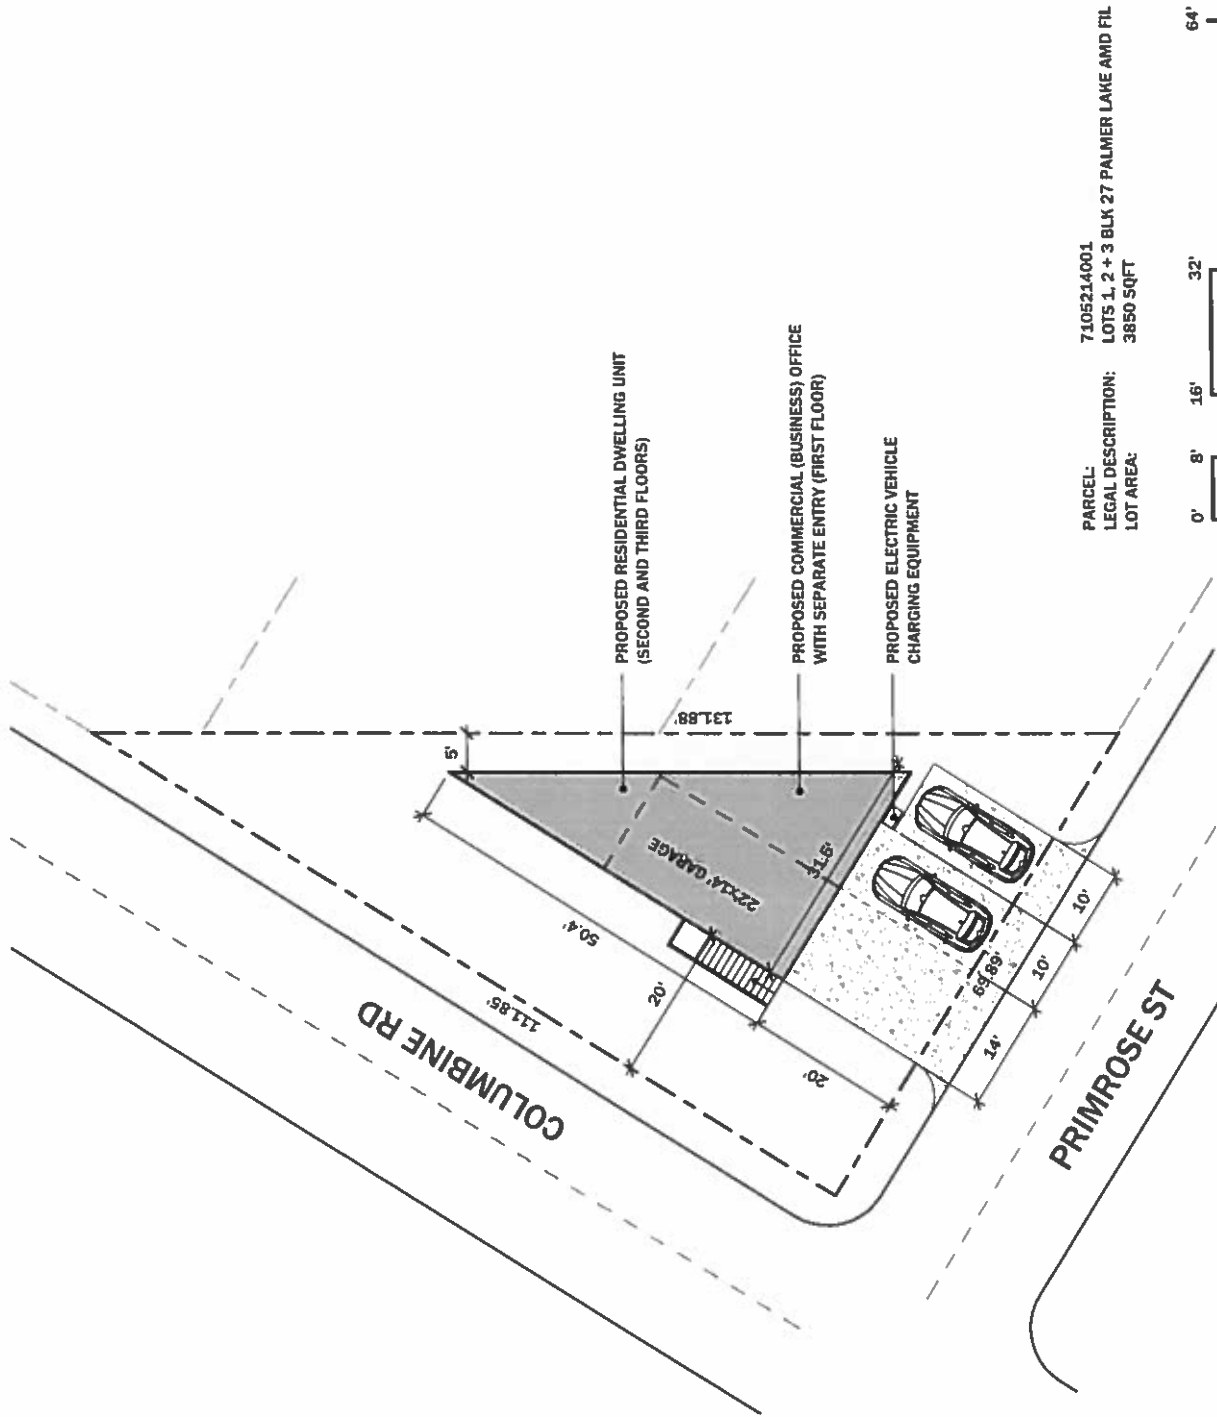 COLUMBINE RD
111.85'
131.88'
5'
50.4'
20'
22'X14' GARAGE
31.6'
20'
69.89'
14'
10'
10'
PRIMROSE ST
PROPOSED RESIDENTIAL DWELLING UNIT
(SECOND AND THIRD FLOORS)
PROPOSED COMMERCIAL (BUSINESS) OFFICE
WITH SEPARATE ENTRY (FIRST FLOOR)
PROPOSED ELECTRIC VEHICLE
CHARGING EQUIPMENT
PARCEL: 7105214001
LEGAL DESCRIPTION: LOTS 1, 2 + 3 BLK 27 PALMER LAKE AMD FIL
LOT AREA: 3850 SQFT
0' 8' 16' 32' 64'